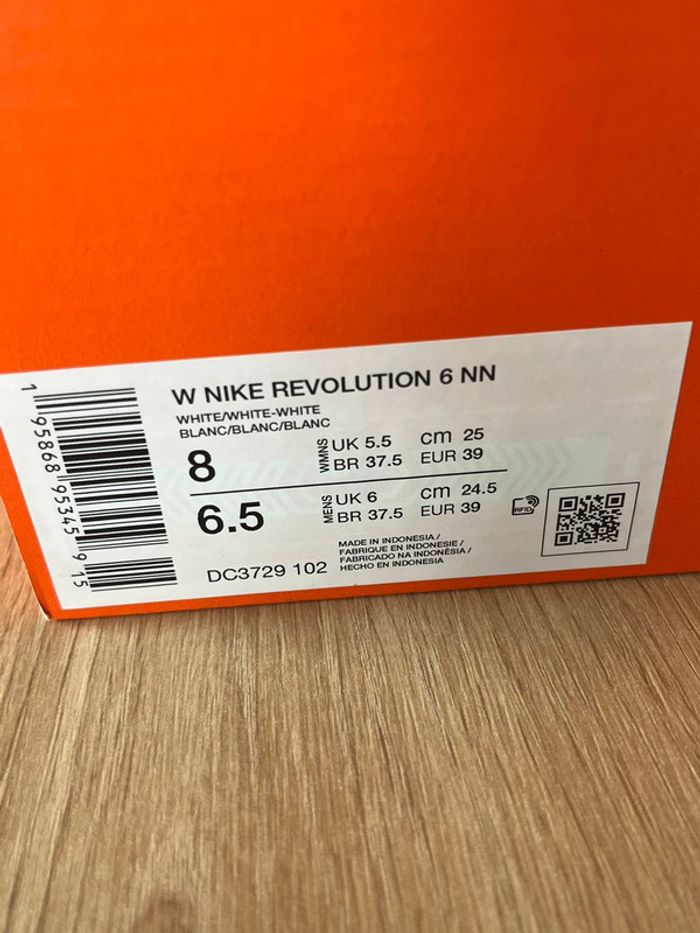 W NIKE REVOLUTION 6 NN
WHITE/WHITE-WHITE
BLANC/BLANC/BLANC
8 WMNS UK 5.5 cm 25
BR 37.5 EUR 39
6.5 MENS UK 6 cm 24.5
BR 37.5 EUR 39
RFID
MADE IN INDONESIA/
FABRIQUE EN INDONESIE/
FABRICADO NA INDONÉSIA/
HECHO EN INDONESIA
DC3729 102
1 95868 95345 9 15